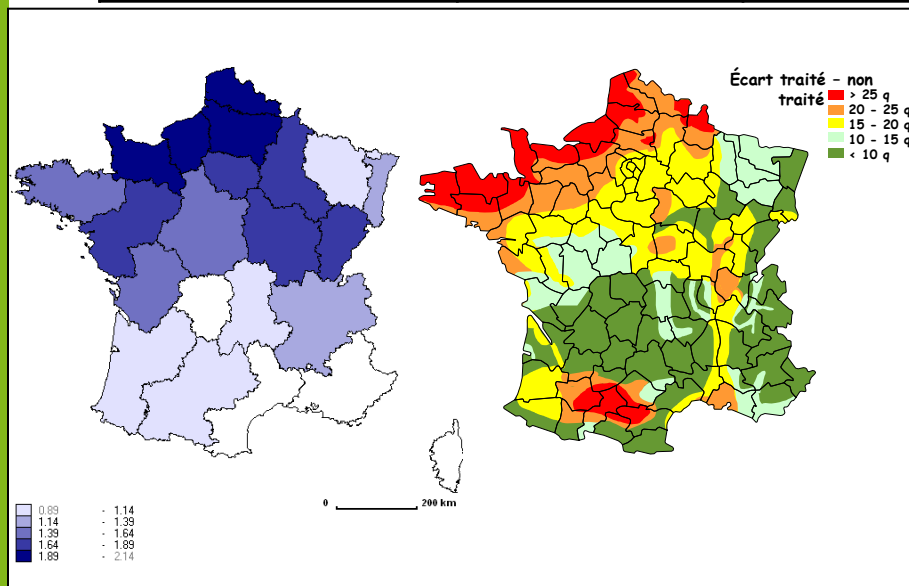 Écart traité - non
traité
> 25 q
20 - 25 q
15 - 20 q
10 - 15 q
< 10 q
0 200 km
0.89 - 1.14
1.14 - 1.39
1.39 - 1.64
1.64 - 1.89
1.89 - 2.14